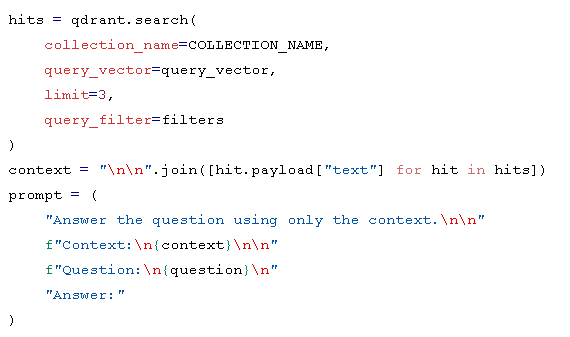 hits = qdrant.search(
    collection_name=COLLECTION_NAME,
    query_vector=query_vector,
    limit=3,
    query_filter=filters
)
context = "\n\n".join([hit.payload["text"] for hit in hits])
prompt = (
    "Answer the question using only the context.\n\n"
    f"Context:\n{context}\n\n"
    f"Question:\n{question}\n"
    "Answer:"
)